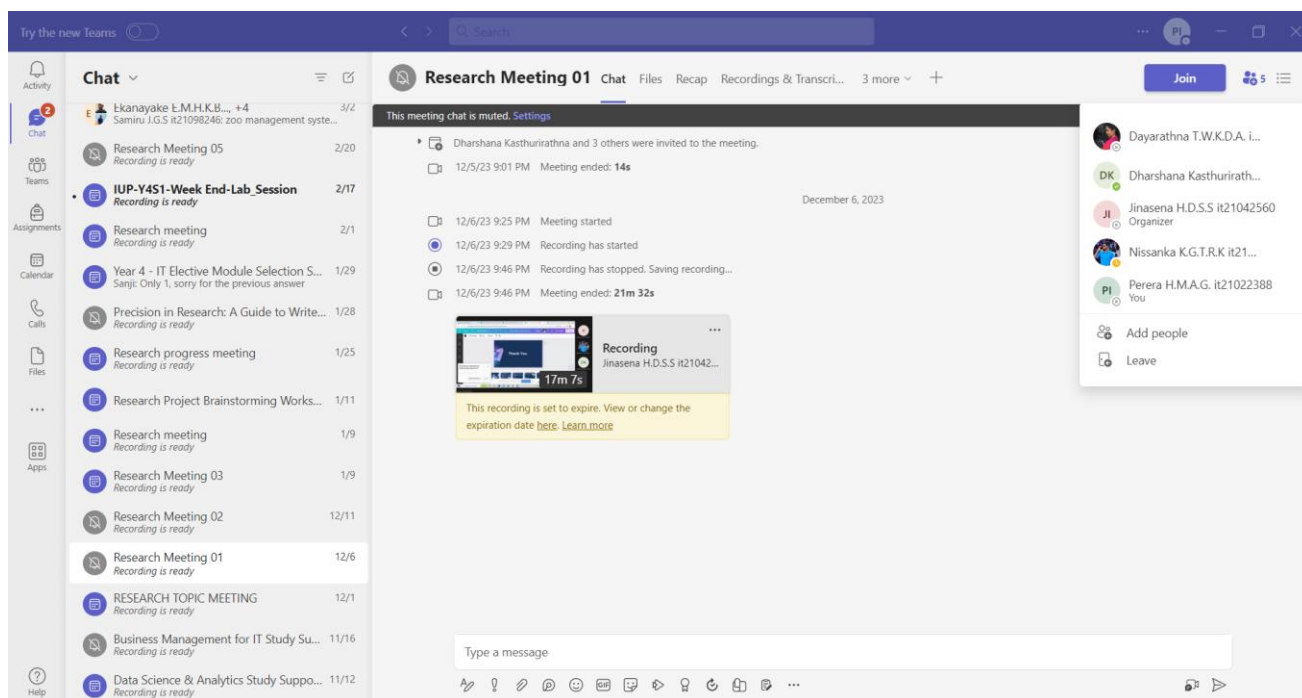 Try the new Teams
Search
PI
Activity
Chat
2
Teams
Assignments
Calendar
Calls
Files
Apps
Help
Chat
Ekanayake E.M.H.K.B..., +4
3/2
E
Samiru J.G.S it21098246: zoo management syste...
Research Meeting 05
2/20
Recording is ready
IUP-Y4S1-Week End-Lab_Session
2/17
Recording is ready
Research meeting
2/1
Recording is ready
Year 4 - IT Elective Module Selection S...
1/29
Sanji: Only 1, sorry for the previous answer
Precision in Research: A Guide to Write...
1/28
Recording is ready
Research progress meeting
1/25
Recording is ready
Research Project Brainstorming Works...
1/11
Research meeting
1/9
Recording is ready
Research Meeting 03
1/9
Recording is ready
Research Meeting 02
12/11
Recording is ready
Research Meeting 01
12/6
Recording is ready
RESEARCH TOPIC MEETING
12/1
Recording is ready
Business Management for IT Study Su...
11/16
Recording is ready
Data Science & Analytics Study Suppo...
11/12
Recording is ready
Research Meeting 01 Chat Files Recap Recordings & Transcri... 3 more
Join
5
This meeting chat is muted. Settings
Dharshana Kasthurirathna and 3 others were invited to the meeting.
12/5/23 9:01 PM Meeting ended: 14s
December 6, 2023
12/6/23 9:25 PM Meeting started
12/6/23 9:29 PM Recording has started
12/6/23 9:46 PM Recording has stopped. Saving recording...
12/6/23 9:46 PM Meeting ended: 21m 32s
Thank You
17m 7s
Recording
Jinasena H.D.S.S it21042...
This recording is set to expire. View or change the
expiration date here. Learn more
Dayarathna T.W.K.D.A. i...
DK
Dharshana Kasthurirath...
JI
Jinasena H.D.S.S it21042560
Organizer
Nissanka K.G.T.R.K it21...
PI
Perera H.M.A.G. it21022388
You
Add people
Leave
Type a message
GIF